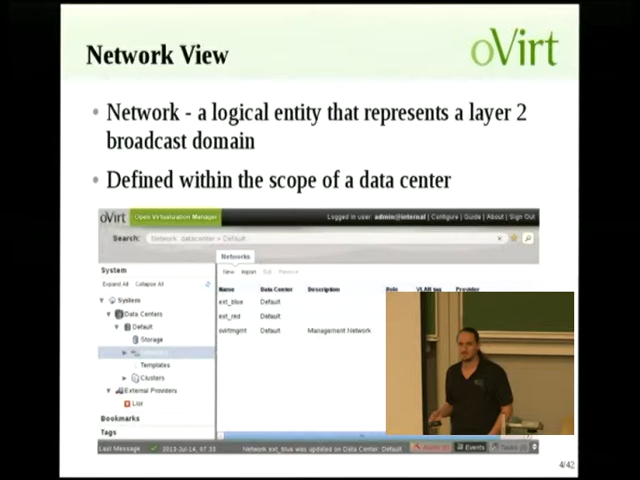 Network View
oVirt
• Network - a logical entity that represents a layer 2
broadcast domain
• Defined within the scope of a data center
oVirt Open Virtualization Manager
Logged in user: admin@internal | Configure | Guide | About | Sign Out
Search: Network: datacenter = Default
System
Expand All Collapse All
System
Data Centers
Default
Storage
Templates
Clusters
External Providers
Bookmarks
Tags
Networks
New Import Edit Remove
Name Data Center Description Role VLAN tag Provider
ext_blue Default
ext_red Default
ovirtmgmt Default Management Network
Last Message
Network ext_blue was updated on Data Center: Default
Events
4/42